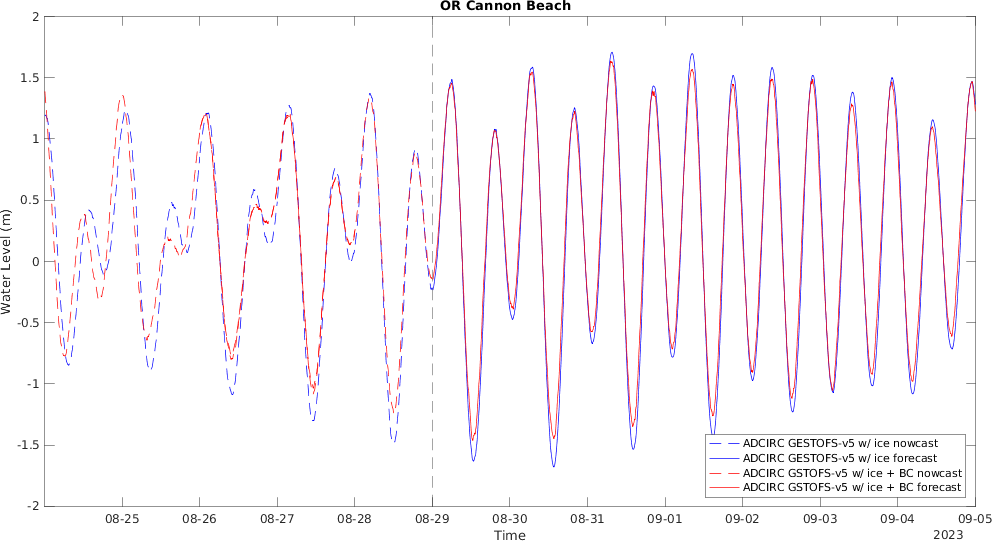 OR Cannon Beach
2
1.5
1
0.5
0
-0.5
-1
-1.5
-2
Water Level (m)
ADCIRC GESTOFS-v5 w/ ice nowcast
ADCIRC GESTOFS-v5 w/ ice forecast
ADCIRC GSTOFS-v5 w/ ice + BC nowcast
ADCIRC GSTOFS-v5 w/ ice + BC forecast
08-25 08-26 08-27 08-28 08-29 08-30 08-31 09-01 09-02 09-03 09-04 09-05
Time
2023